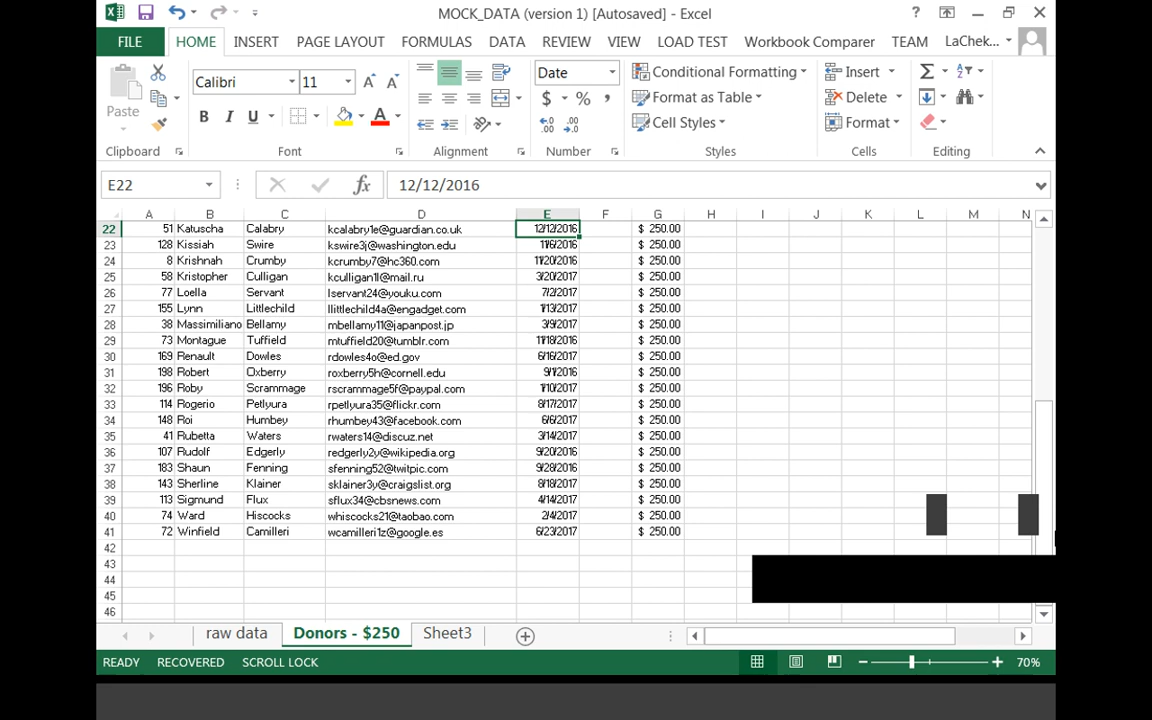 MOCK_DATA (version 1) [Autosaved] - Excel
FILE HOME INSERT PAGE LAYOUT FORMULAS DATA REVIEW VIEW LOAD TEST Workbook Comparer TEAM LaChek...
Calibri 11 Date Conditional Formatting Insert
Paste B I U $ % , Format as Table Delete
Cell Styles Format
Clipboard Font Alignment Number Styles Cells Editing
E22 fx 12/12/2016
A B C D E F G H I J K L M N
22 51 Katuscha Calabry kcalabry1e@guardian.co.uk 12/12/2016 $ 250.00
23 128 Kissiah Swire kswire3j@washington.edu 11/6/2016 $ 250.00
24 8 Krishnah Crumby kcrumby7@hc360.com 11/20/2016 $ 250.00
25 58 Kristopher Culligan kculligan1l@mail.ru 3/20/2017 $ 250.00
26 77 Loella Servant lservant24@youku.com 7/2/2017 $ 250.00
27 155 Lynn Littlechild llittlechild4a@engadget.com 1/13/2017 $ 250.00
28 38 Massimiliano Bellamy mbellamy11@japanpost.jp 3/9/2017 $ 250.00
29 73 Montague Tuffield mtuffield20@tumblr.com 11/18/2016 $ 250.00
30 169 Renault Dowles rdowles4o@ed.gov 6/16/2017 $ 250.00
31 198 Robert Oxberry roxberry5h@cornell.edu 9/1/2016 $ 250.00
32 196 Roby Scrammage rscrammage5f@paypal.com 1/10/2017 $ 250.00
33 114 Rogerio Petlyura rpetlyura35@flickr.com 8/17/2017 $ 250.00
34 148 Roi Humbey rhumbey43@facebook.com 6/6/2017 $ 250.00
35 41 Rubetta Waters rwaters14@discuz.net 3/14/2017 $ 250.00
36 107 Rudolf Edgerly redgerly2y@wikipedia.org 9/20/2016 $ 250.00
37 183 Shaun Fenning sfenning52@twitpic.com 9/28/2016 $ 250.00
38 143 Sherline Klainer sklainer3y@craigslist.org 8/18/2017 $ 250.00
39 113 Sigmund Flux sflux34@cbsnews.com 4/14/2017 $ 250.00
40 74 Ward Hiscocks whiscocks21@taobao.com 2/4/2017 $ 250.00
41 72 Winfield Camilleri wcamilleri1z@google.es 6/23/2017 $ 250.00
42
43
44
45
46
raw data Donors - $250 Sheet3
READY RECOVERED SCROLL LOCK 70%